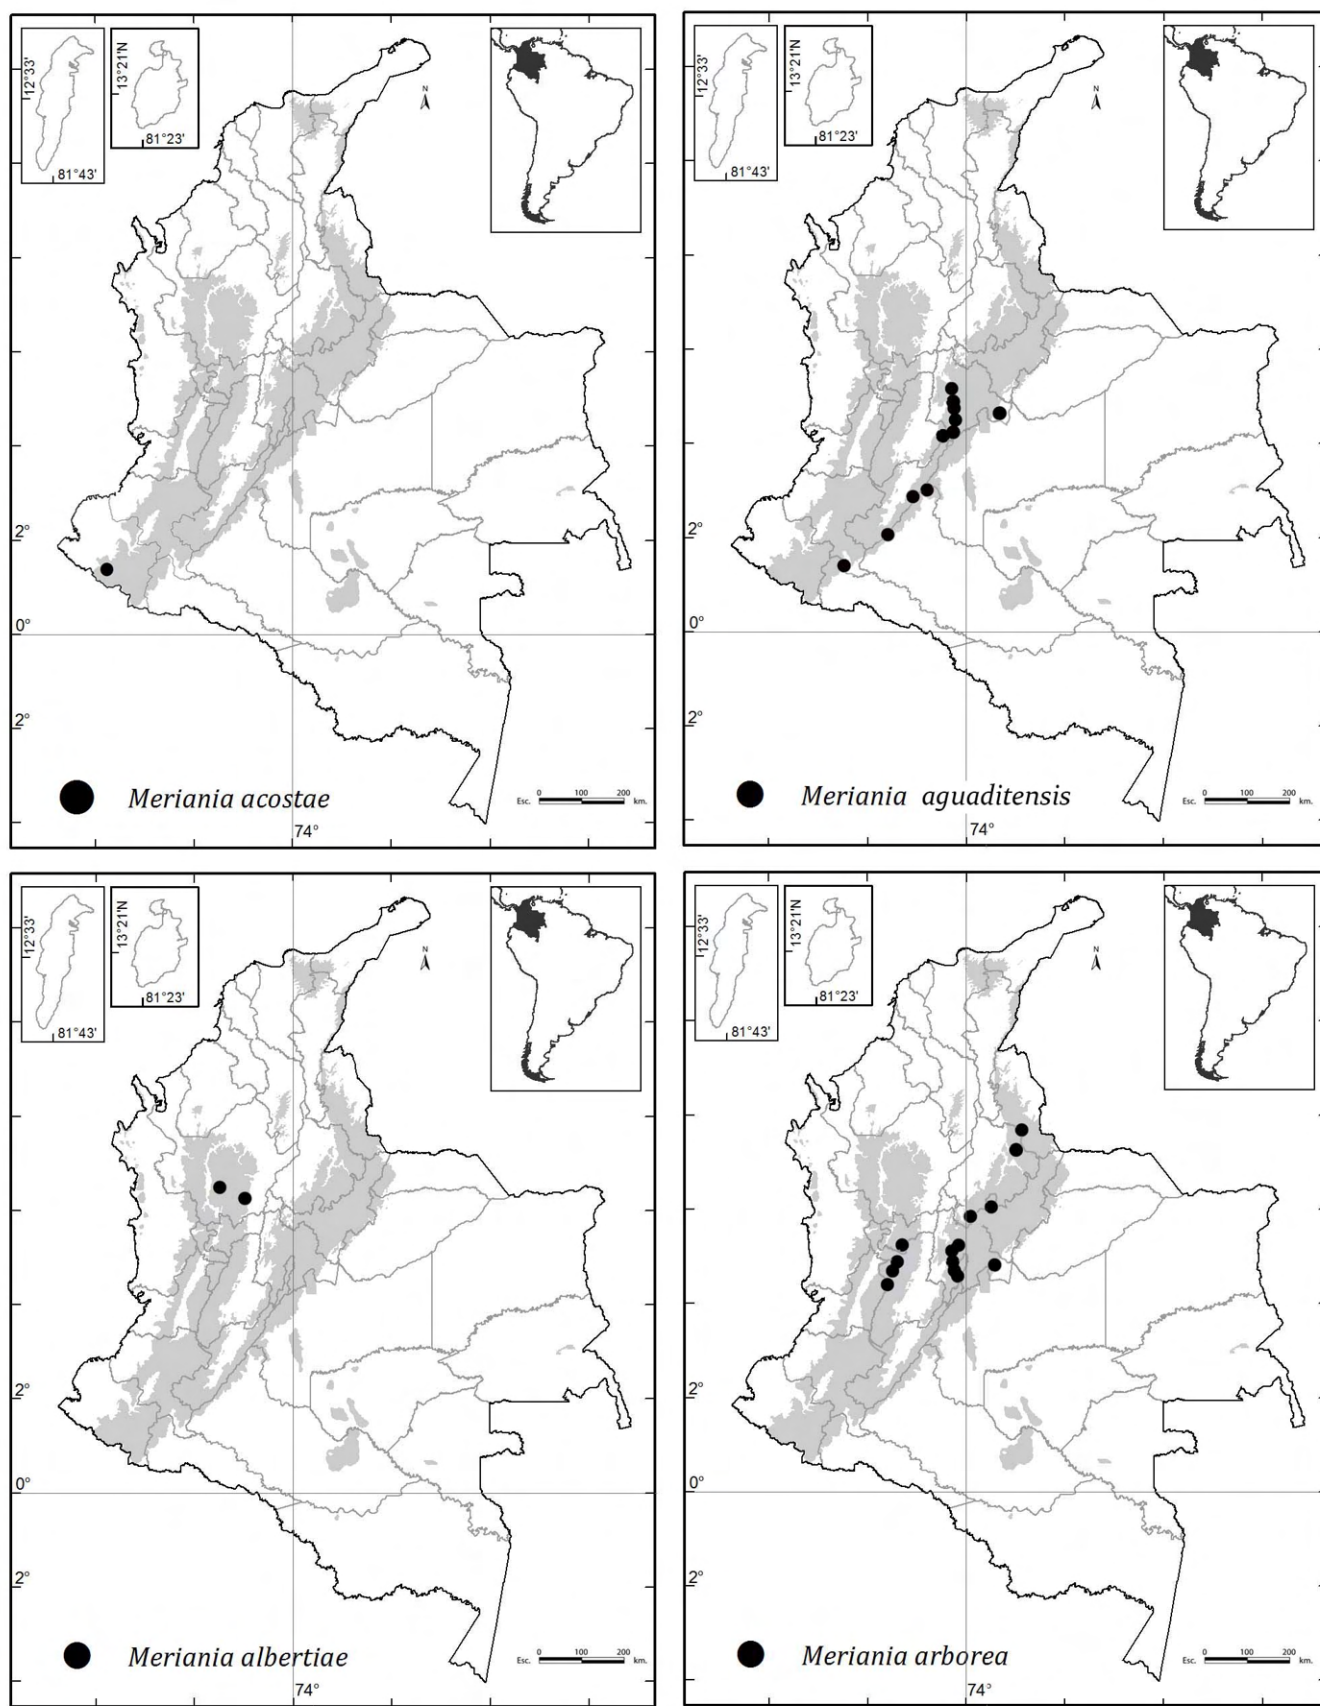 12°33'
81°43'
13°21'N
81°23'
N
2°
0°
2°
74°
Meriania acostae
Esc. 0 100 200 km.
12°33'
81°43'
13°21'N
81°23'
N
2°
0°
2°
74°
Meriania aguaditensis
Esc. 0 100 200 km.
12°33'
81°43'
13°21'N
81°23'
N
2°
0°
2°
74°
Meriania albertiae
Esc. 0 100 200 km.
12°33'
81°43'
13°21'N
81°23'
N
2°
0°
2°
74°
Meriania arborea
Esc. 0 100 200 km.